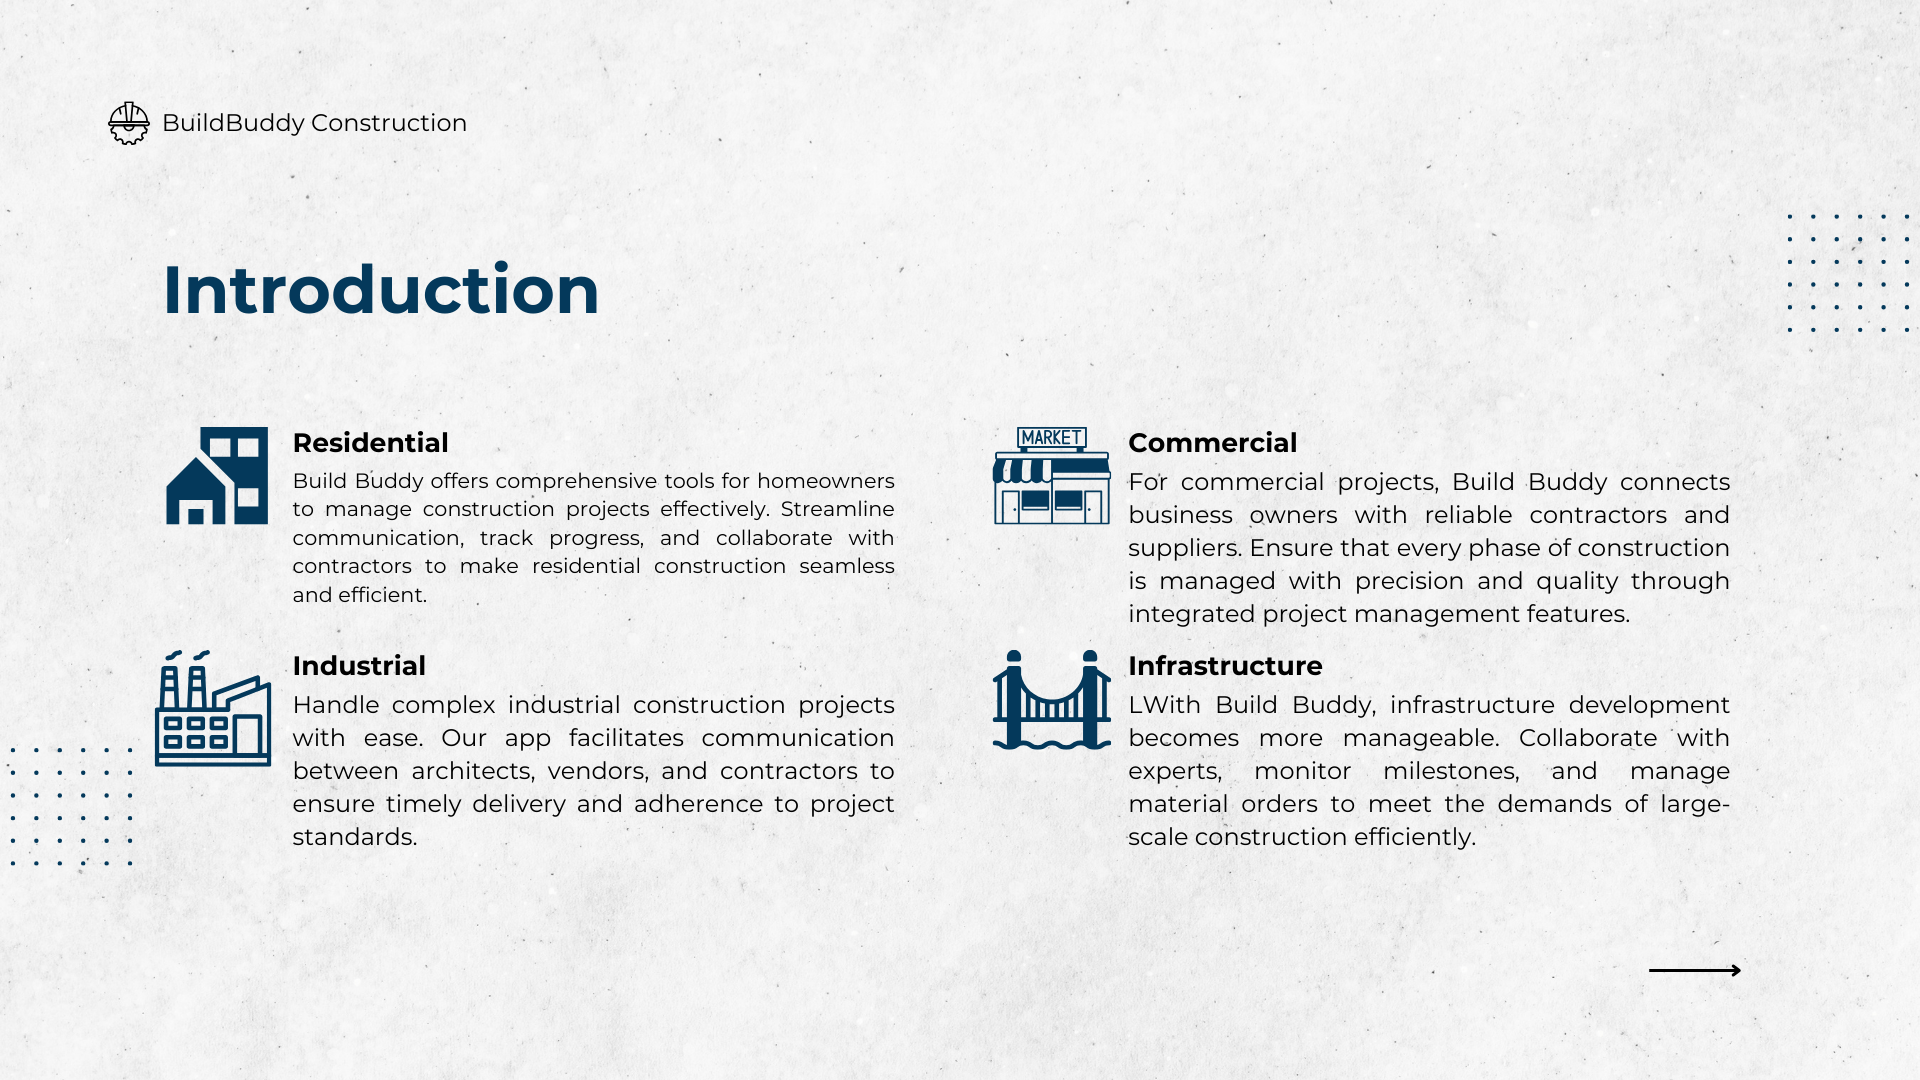 BuildBuddy Construction
Introduction
Residential
Build Buddy offers comprehensive tools for homeowners
to manage construction projects effectively. Streamline
communication, track progress, and collaborate with
contractors to make residential construction seamless
and efficient.
MARKET
Commercial
For commercial projects, Build Buddy connects
business owners with reliable contractors and
suppliers. Ensure that every phase of construction
is managed with precision and quality through
integrated project management features.
Industrial
Handle complex industrial construction projects
with ease. Our app facilitates communication
between architects, vendors, and contractors to
ensure timely delivery and adherence to project
standards.
Infrastructure
LWith Build Buddy, infrastructure development
becomes more manageable. Collaborate with
experts, monitor milestones, and manage
material orders to meet the demands of large-
scale construction efficiently.